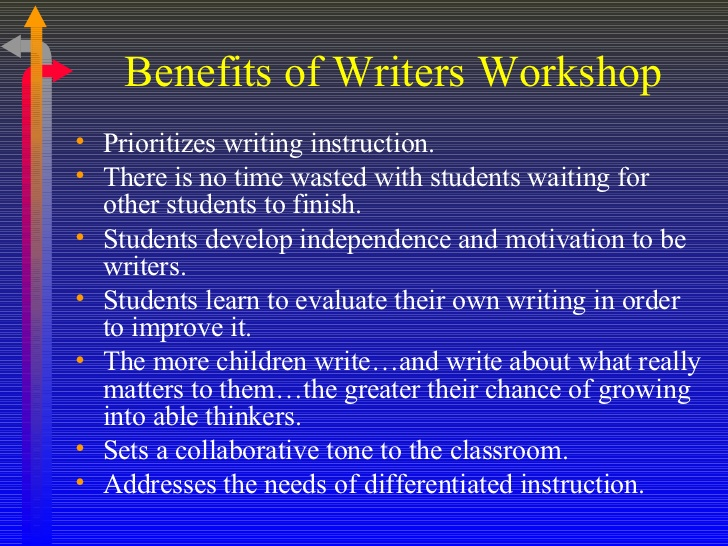 Benefits of Writers Workshop
• Prioritizes writing instruction.
• There is no time wasted with students waiting for
other students to finish.
• Students develop independence and motivation to be
writers.
• Students learn to evaluate their own writing in order
to improve it.
• The more children write…and write about what really
matters to them…the greater their chance of growing
into able thinkers.
• Sets a collaborative tone to the classroom.
• Addresses the needs of differentiated instruction.